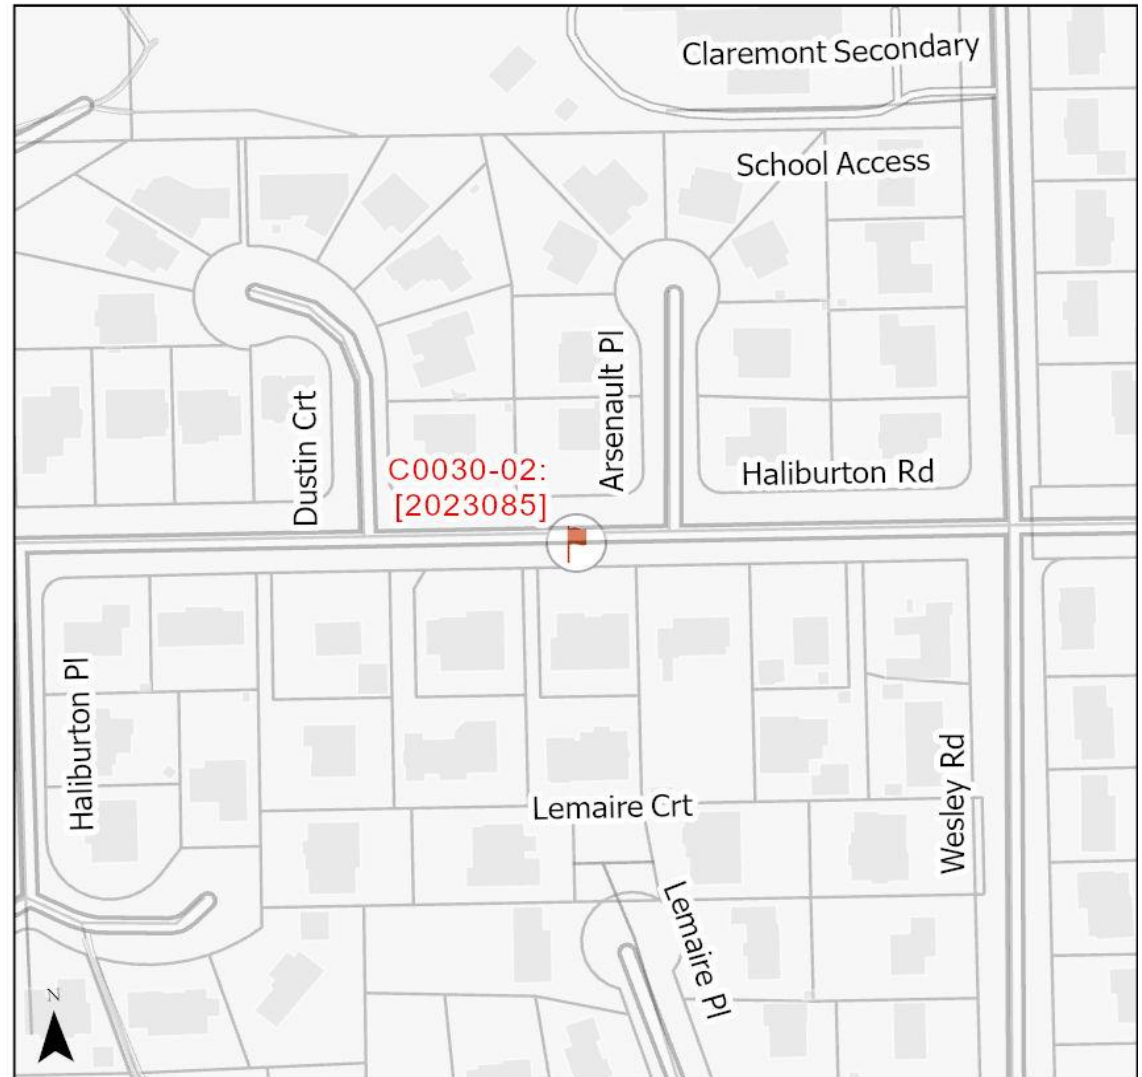 Claremont Secondary
School Access
Arsenault Pl
Dustin Crt
C0030-02:
[2023085]
Haliburton Rd
Haliburton Pl
Lemaire Crt
Wesley Rd
Lemaire Pl
N